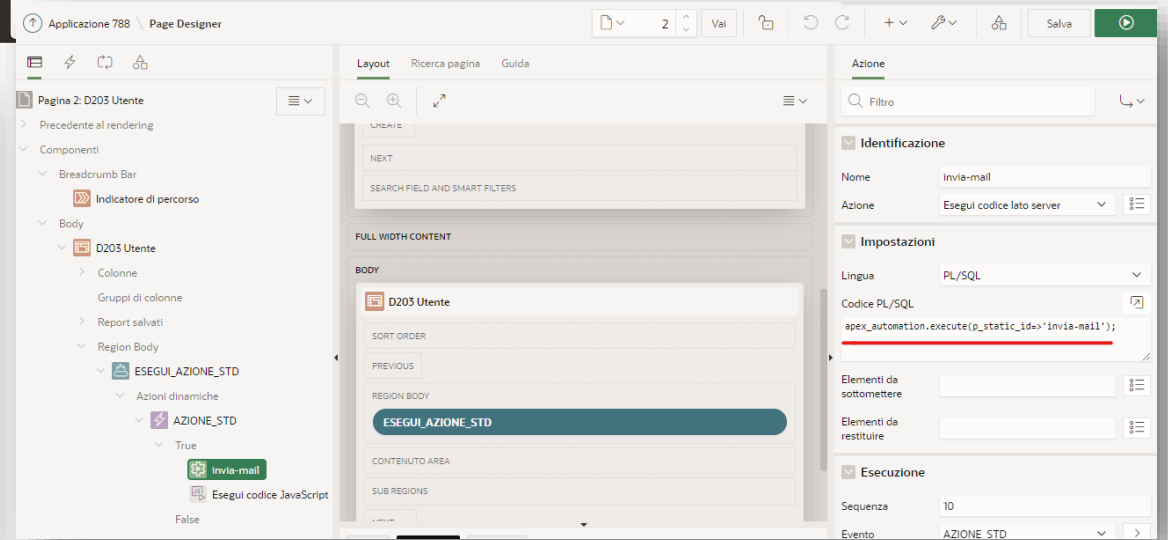 Applicazione 788 \ Page Designer
2
Vai
Salva
Layout
Ricerca pagina
Guida
Azione
Pagina 2: D203 Utente
Filtro
Precedente al rendering
Componenti
Breadcrumb Bar
Indicatore di percorso
Body
D203 Utente
Colonne
Gruppi di colonne
Report salvati
Region Body
ESEGUI_AZIONE_STD
Azioni dinamiche
AZIONE_STD
True
invia-mail
Esegui codice JavaScript
False
CREATE
NEXT
SEARCH FIELD AND SMART FILTERS
FULL WIDTH CONTENT
BODY
D203 Utente
SORT ORDER
PREVIOUS
REGION BODY
ESEGUI_AZIONE_STD
CONTENUTO AREA
SUB REGIONS
NEXT
Identificazione
Nome
invia-mail
Azione
Esegui codice lato server
Impostazioni
Lingua
PL/SQL
Codice PL/SQL
apex_automation.execute(p_static_id=>'invia-mail');
Elementi da
sottomettere
Elementi da
restituire
Esecuzione
Sequenza
10
Evento
AZIONE_STD